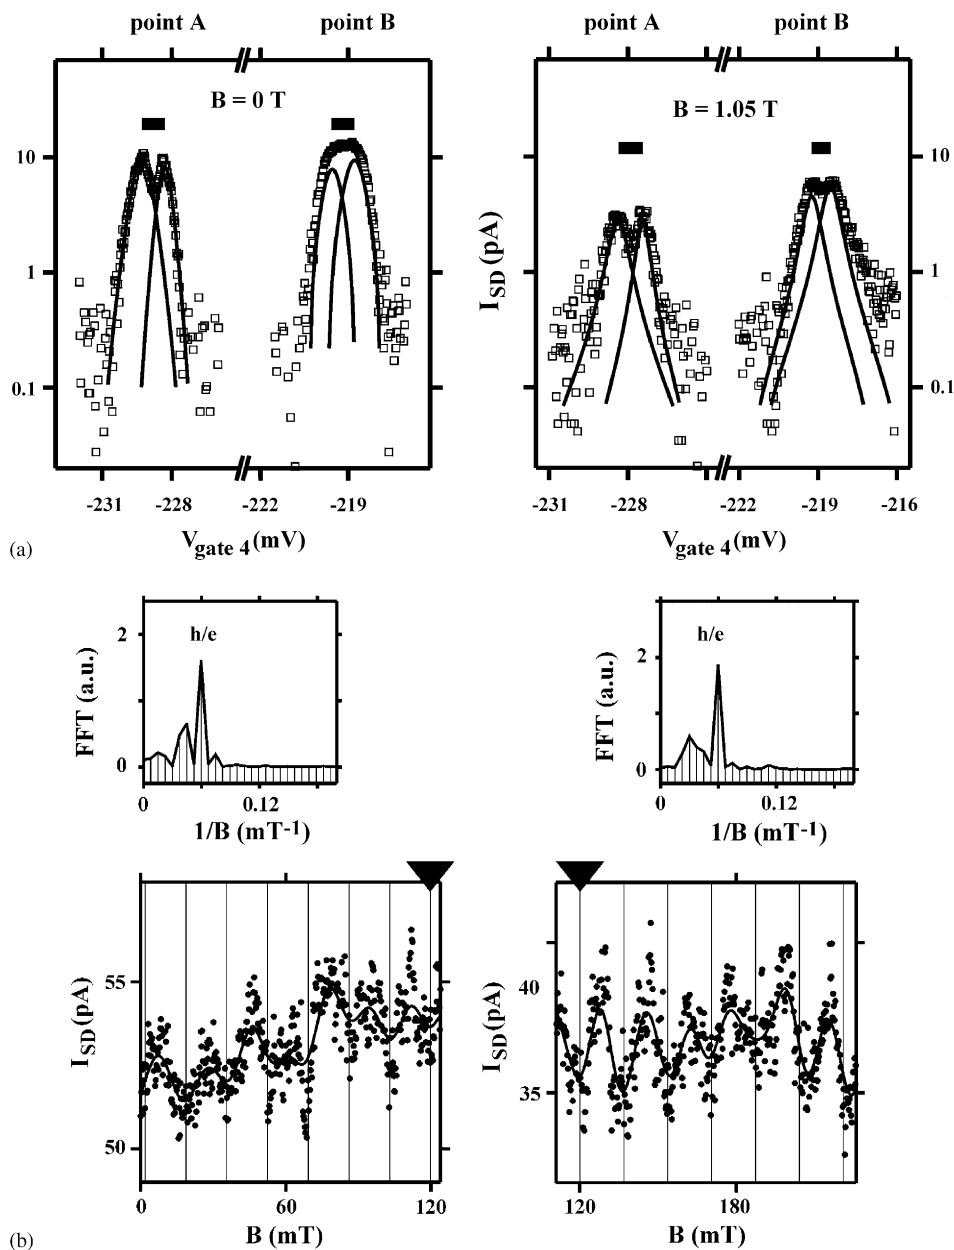 point A point B point A point B
B = 0 T B = 1.05 T
10 10
1 1
0.1 0.1
I_SD (pA)
-231 -228 -222 -219 -231 -228 -222 -219 -216
(a) V_gate 4 (mV) V_gate 4 (mV)
h/e h/e
2 2
0 0
FFT (a.u.) FFT (a.u.)
0 0.12 0 0.12
1/B (mT⁻¹) 1/B (mT⁻¹)
55 40
50 35
I_SD (pA) I_SD (pA)
0 60 120 120 180
(b) B (mT) B (mT)